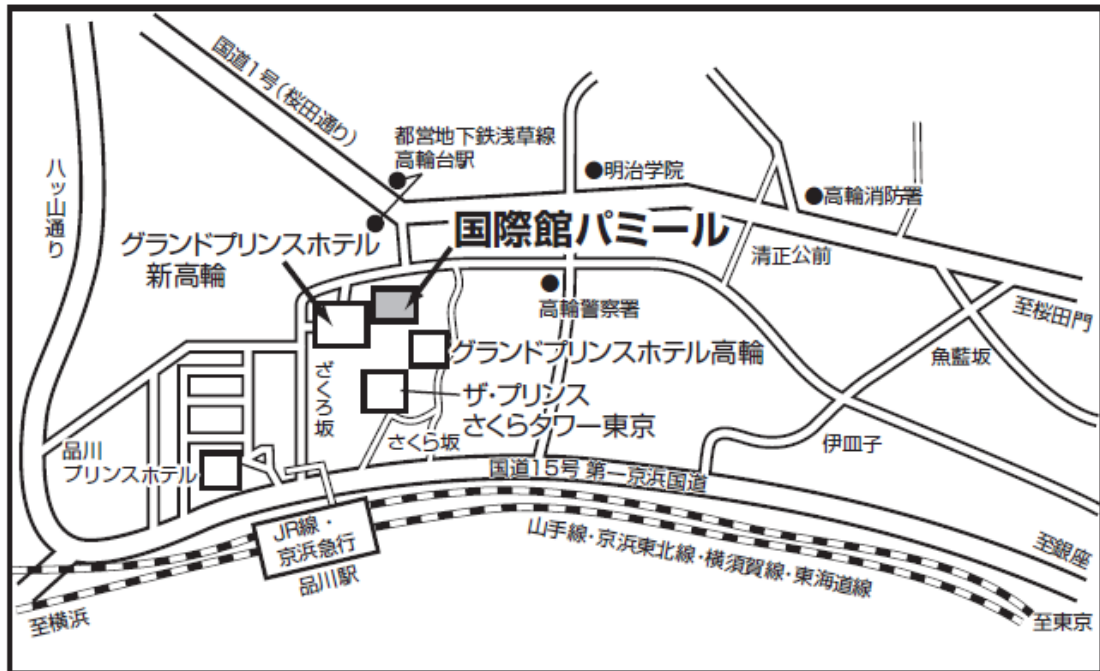 国道1号(桜田通り)
都営地下鉄浅草線
高輪台駅
●明治学院
●高輪消防署
八ッ山通り
グランドプリンスホテル
新高輪
国際館パミール
清正公前
高輪警察署
至桜田門
グランドプリンスホテル高輪
魚藍坂
ざくろ坂
ザ・プリンス
さくらタワー東京
さくら坂
伊皿子
品川
プリンスホテル
国道15号 第一京浜国道
JR線・
京浜急行
品川駅
山手線・京浜東北線・横須賀線・東海道線
至銀座
至横浜
至東京